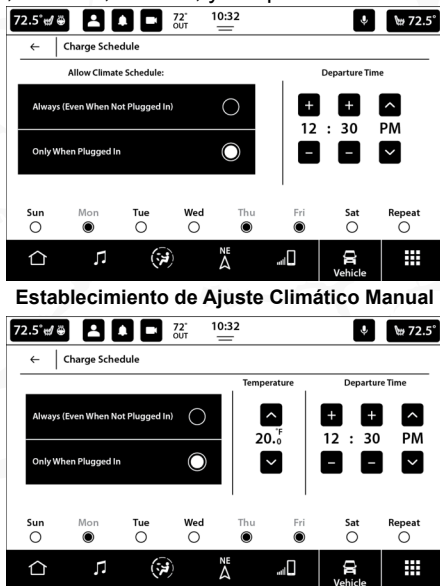 72.5° 72° OUT 10:32 72.5°
← Charge Schedule
Allow Climate Schedule: Departure Time
Always (Even When Not Plugged In)
+ +
12 : 30 PM
Only When Plugged In
- -
Sun Mon Tue Wed Thu Fri Sat Repeat
NE
Vehicle
Establecimiento de Ajuste Climático Manual
72.5° 72° OUT 10:32 72.5°
← Charge Schedule
Temperature Departure Time
Always (Even When Not Plugged In)
+ +
20.0 °F 12 : 30 PM
Only When Plugged In
- -
Sun Mon Tue Wed Thu Fri Sat Repeat
NE
Vehicle